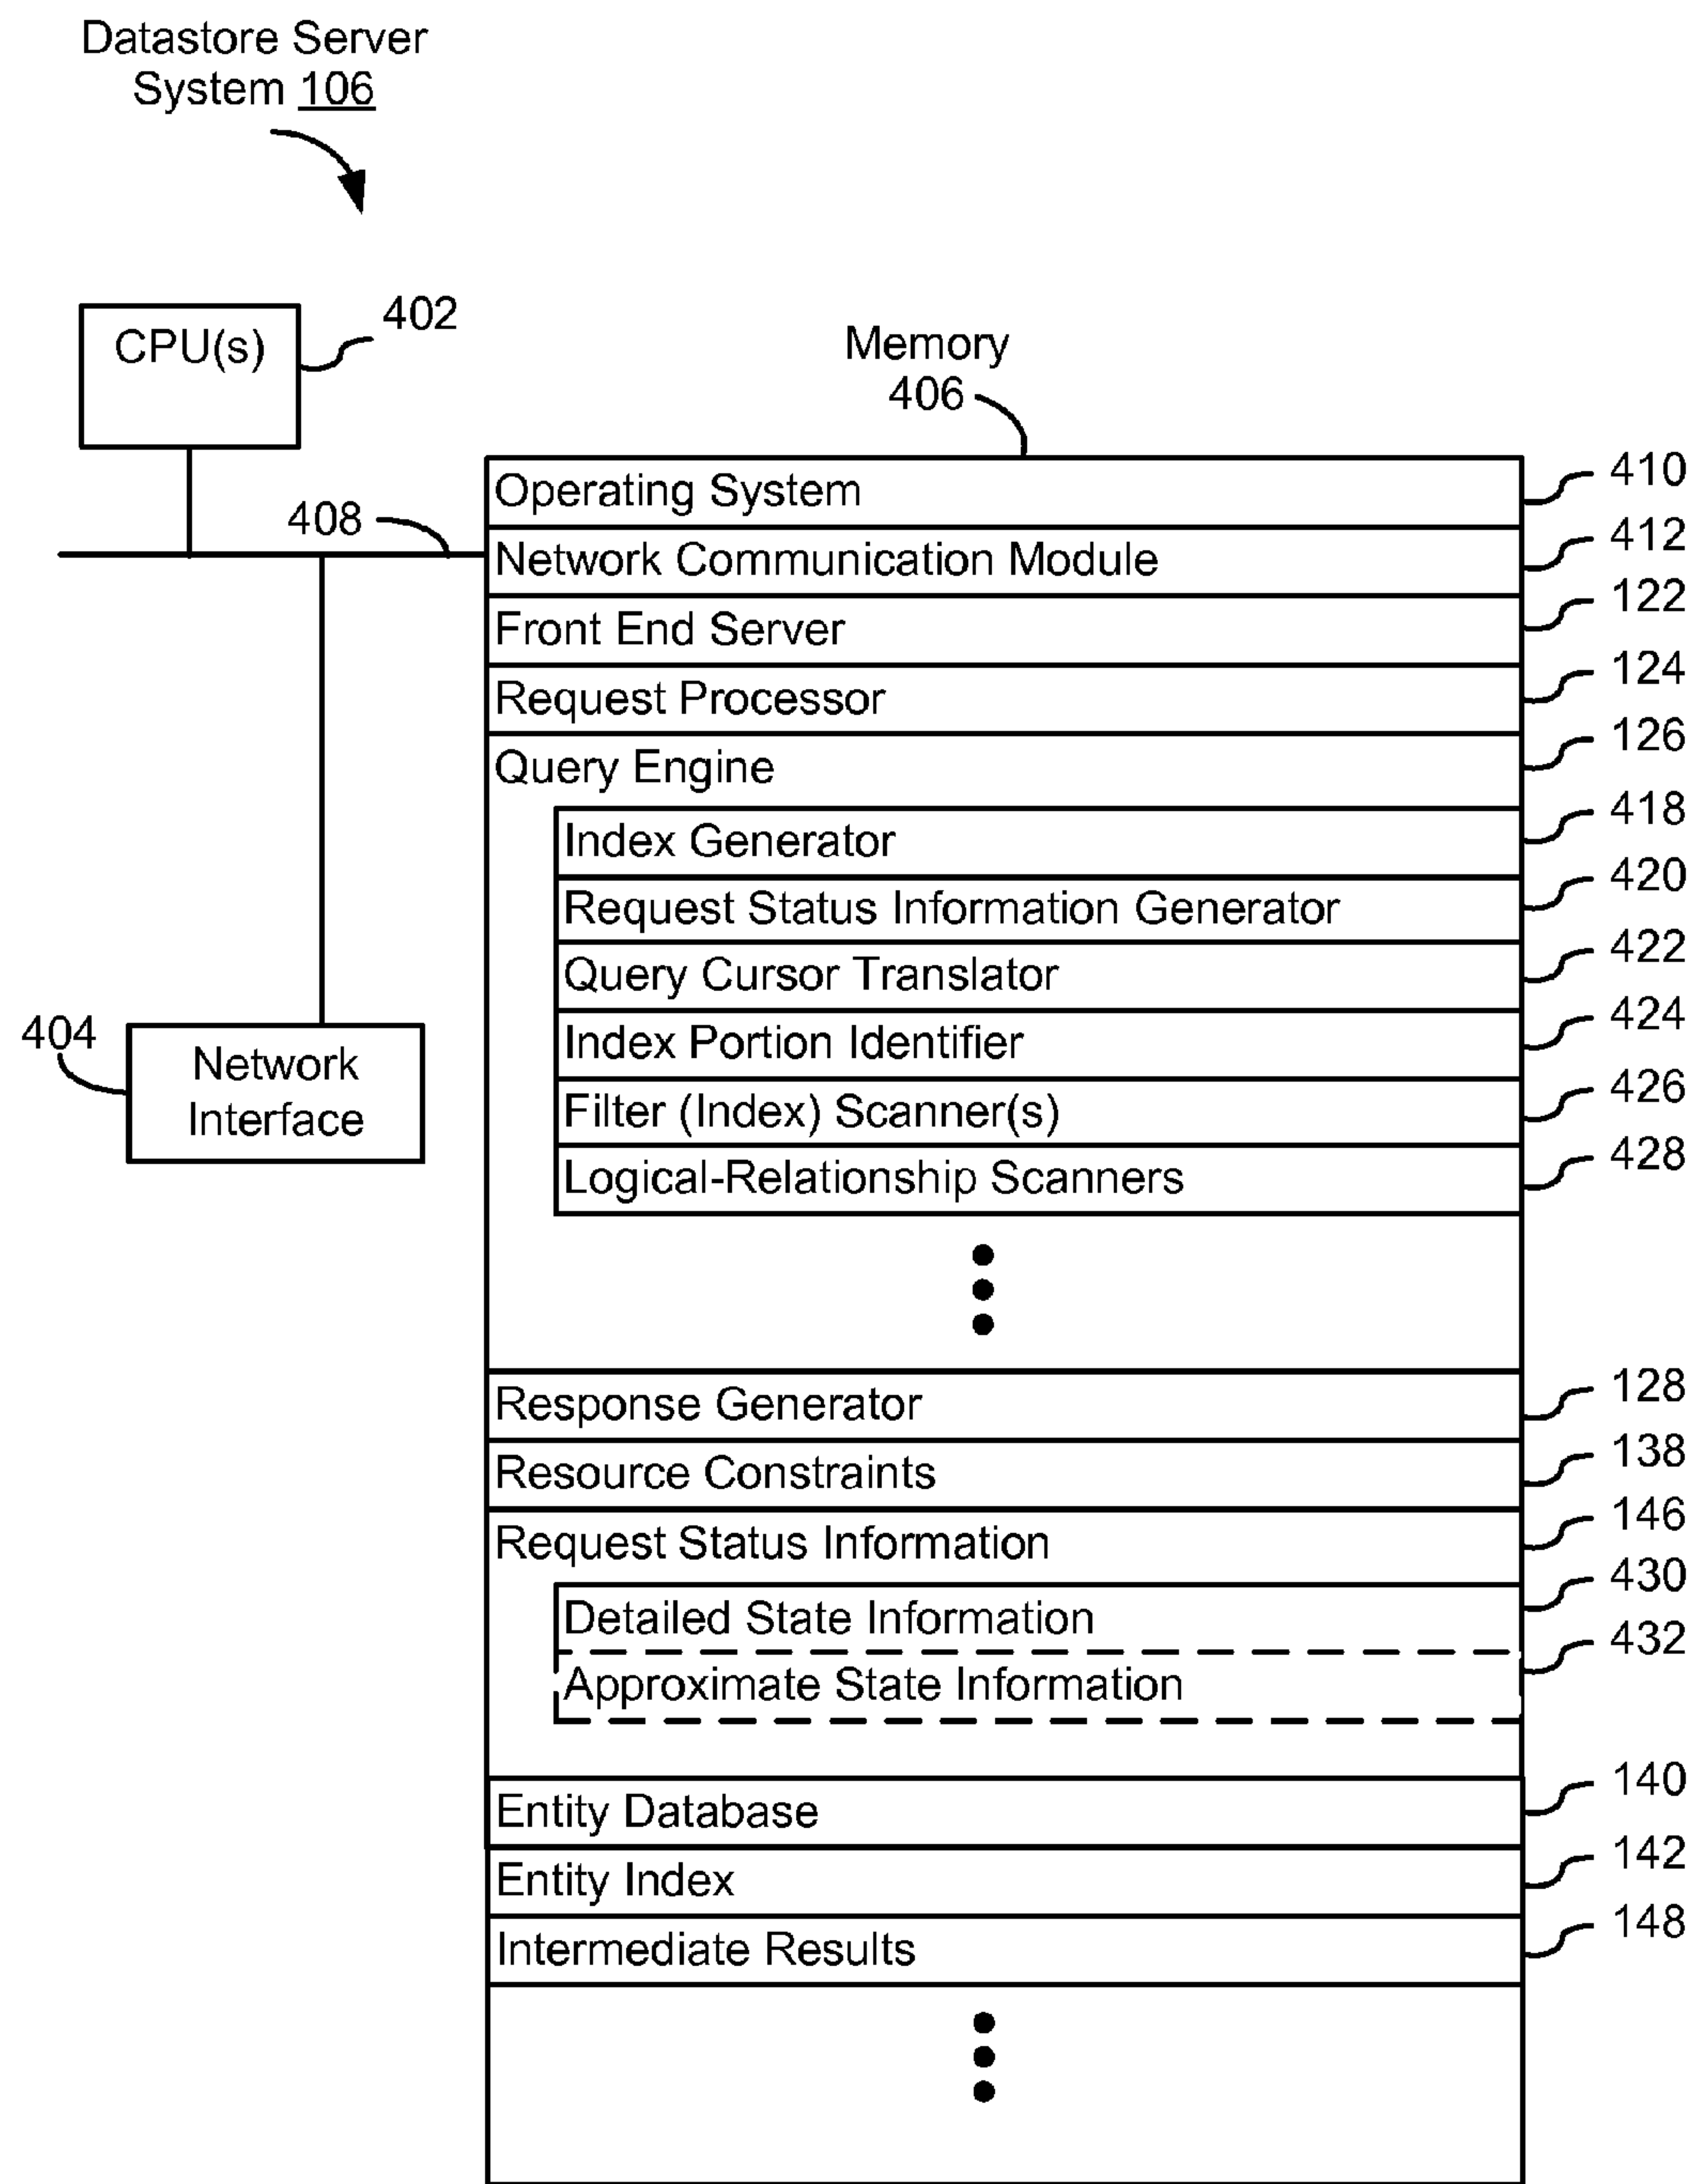 Datastore Server
System 106
CPU(s)
402
Memory
406
408
404
Network
Interface
Operating System
410
Network Communication Module
412
Front End Server
122
Request Processor
124
Query Engine
126
Index Generator
418
Request Status Information Generator
420
Query Cursor Translator
422
Index Portion Identifier
424
Filter (Index) Scanner(s)
426
Logical-Relationship Scanners
428
Response Generator
128
Resource Constraints
138
Request Status Information
146
Detailed State Information
430
Approximate State Information
432
Entity Database
140
Entity Index
142
Intermediate Results
148